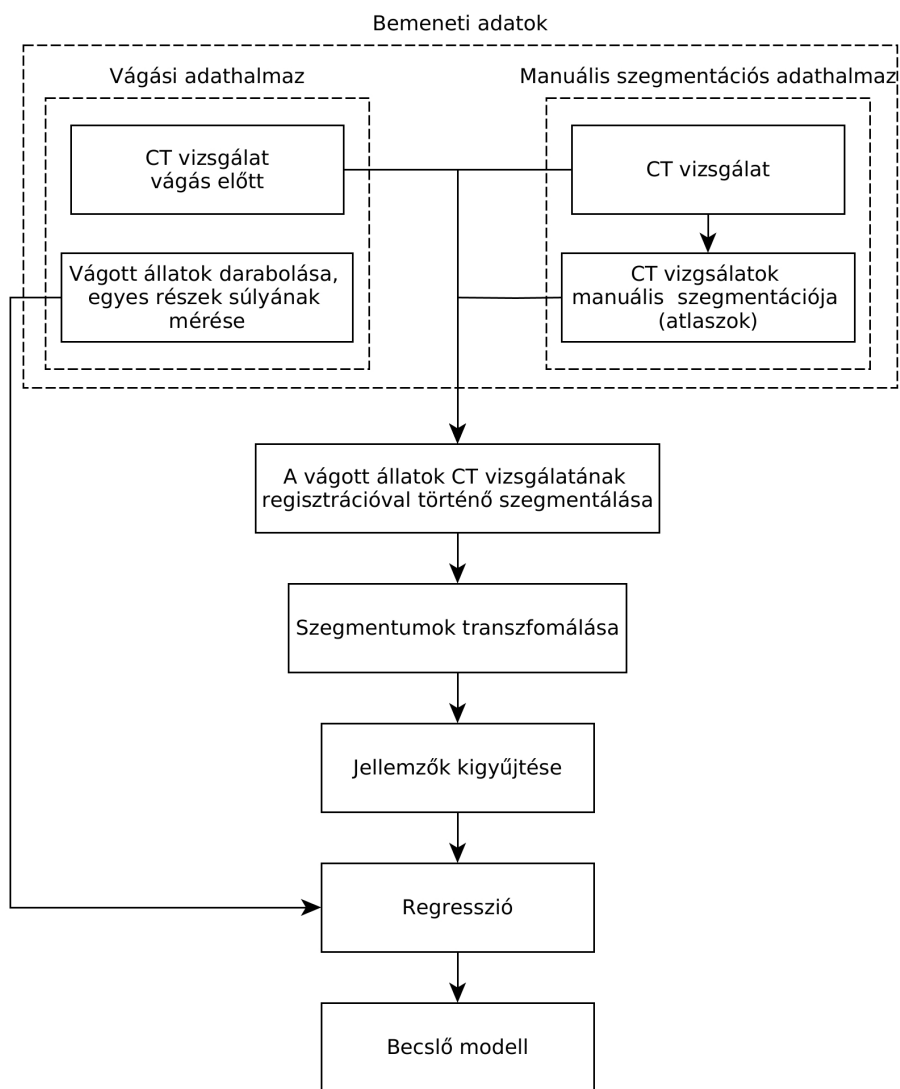 Bemeneti adatok
Vágási adathalmaz
Manuális szegmentációs adathalmaz
CT vizsgálat
vágás előtt
CT vizsgálat
Vágott állatok darabolása,
egyes részek súlyának
mérése
CT vizgsálatok
manuális szegmentációja
(atlaszok)
A vágott állatok CT vizsgálatának
regisztrációval történő szegmentálása
Szegmentumok transzfomálása
Jellemzők kigyűjtése
Regresszió
Becslő modell